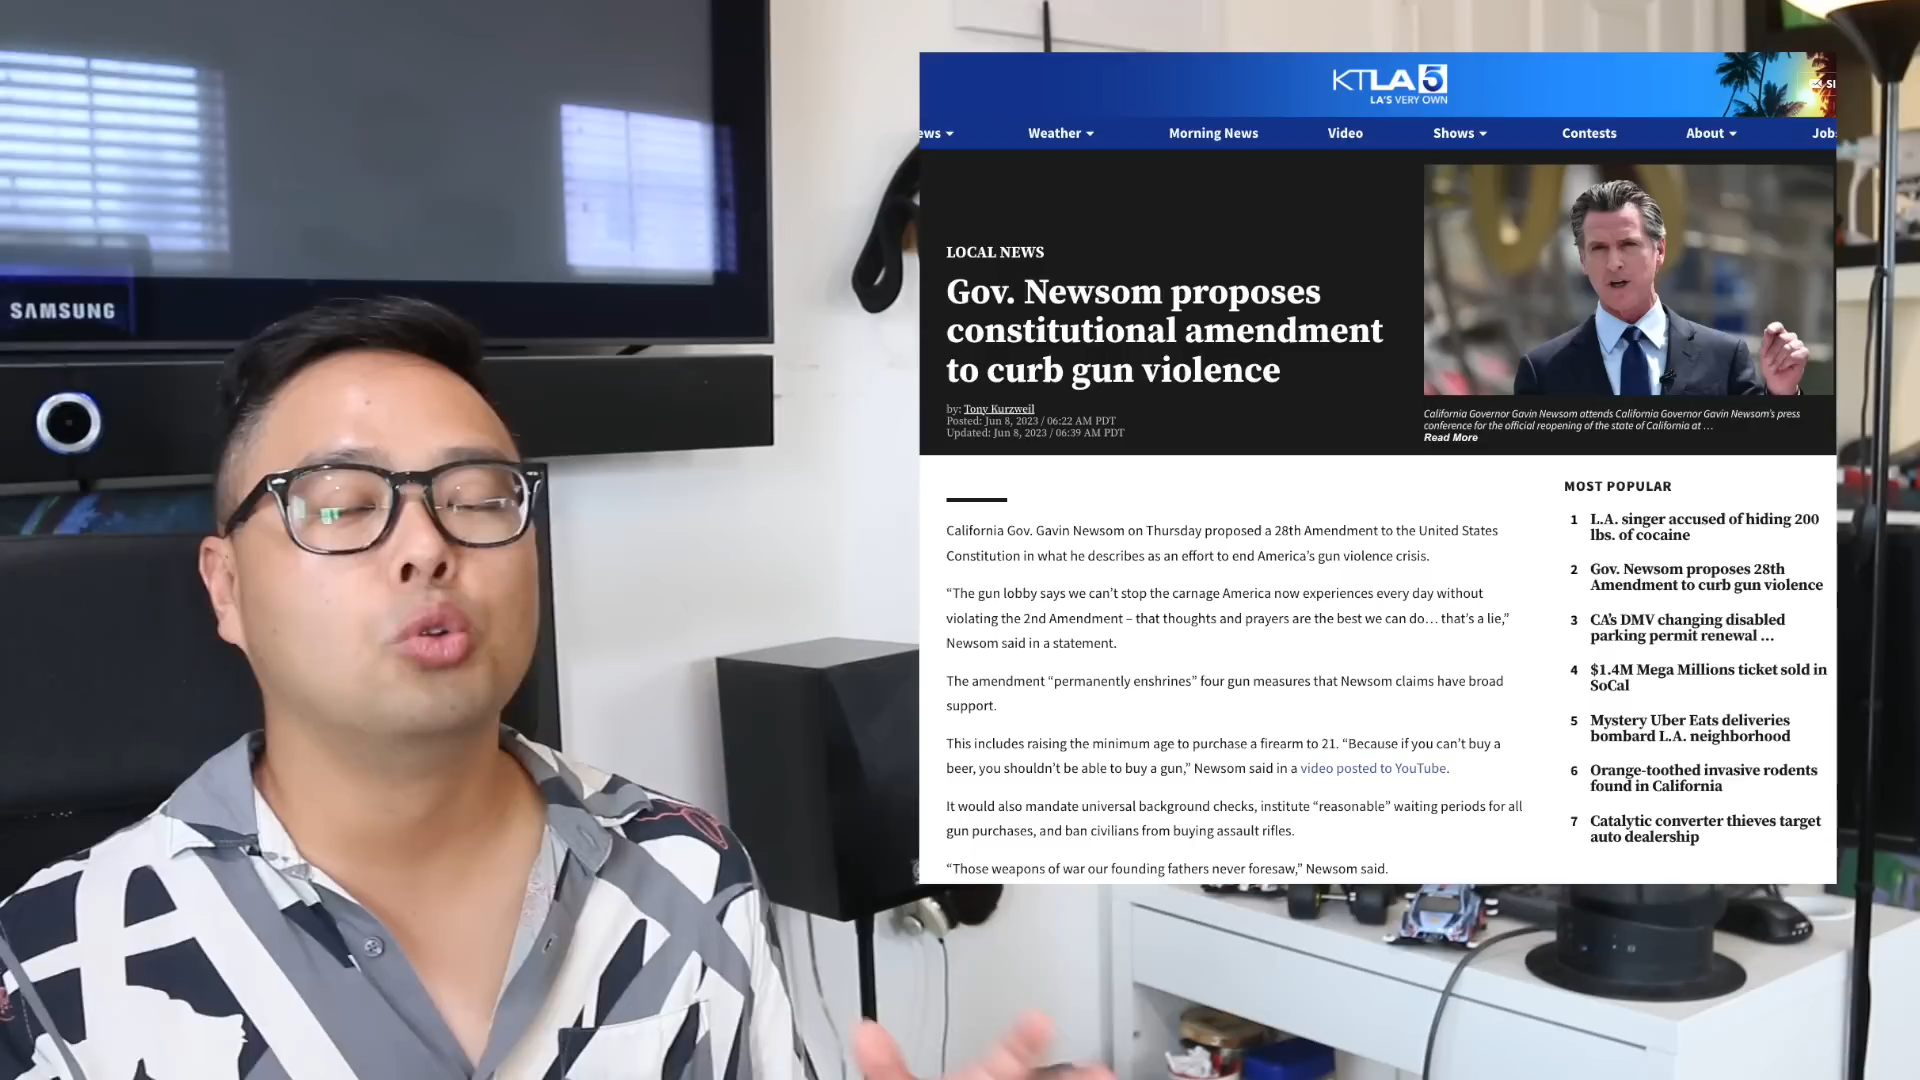 SAMSUNG
KTLA 5
LA'S VERY OWN
ews
Weather
Morning News
Video
Shows
Contests
About
LOCAL NEWS
Gov. Newsom proposes
constitutional amendment
to curb gun violence
by: Tony Kurzweil
Posted: Jun 8, 2023 / 06:22 AM PDT
Updated: Jun 8, 2023 / 06:39 AM PDT
California Governor Gavin Newsom attends California Governor Gavin Newsom's press
conference for the official reopening of the state of California at …
Read More
California Gov. Gavin Newsom on Thursday proposed a 28th Amendment to the United States
Constitution in what he describes as an effort to end America's gun violence crisis.
“The gun lobby says we can't stop the carnage America now experiences every day without
violating the 2nd Amendment – that thoughts and prayers are the best we can do… that's a lie,”
Newsom said in a statement.
The amendment “permanently enshrines” four gun measures that Newsom claims have broad
support.
This includes raising the minimum age to purchase a firearm to 21. “Because if you can't buy a
beer, you shouldn't be able to buy a gun,” Newsom said in a video posted to YouTube.
It would also mandate universal background checks, institute “reasonable” waiting periods for all
gun purchases, and ban civilians from buying assault rifles.
“Those weapons of war our founding fathers never foresaw,” Newsom said.
MOST POPULAR
1 L.A. singer accused of hiding 200
lbs. of cocaine
2 Gov. Newsom proposes 28th
Amendment to curb gun violence
3 CA's DMV changing disabled
parking permit renewal …
4 $1.4M Mega Millions ticket sold in
SoCal
5 Mystery Uber Eats deliveries
bombard L.A. neighborhood
6 Orange-toothed invasive rodents
found in California
7 Catalytic converter thieves target
auto dealership